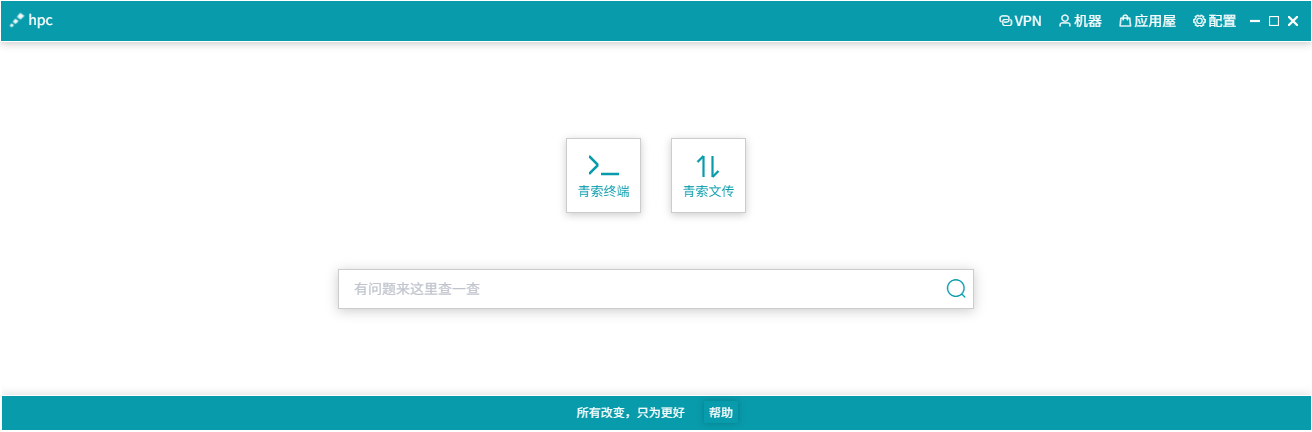 hpc
VPN 机器 应用屋 配置
青索终端 青索文传
有问题来这里查一查
所有改变，只为更好 帮助